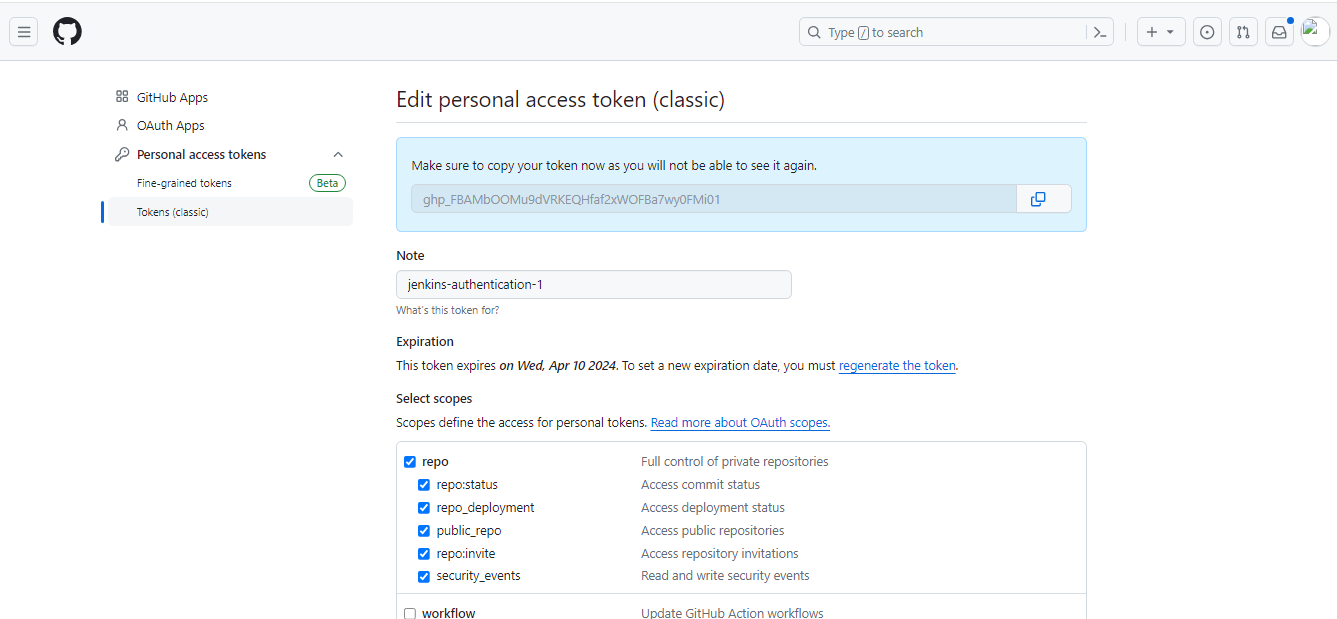 Type / to search
GitHub Apps
OAuth Apps
Personal access tokens
Fine-grained tokens Beta
Tokens (classic)
Edit personal access token (classic)
Make sure to copy your token now as you will not be able to see it again.
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
Note
jenkins-authentication-1
What's this token for?
Expiration
This token expires on Wed, Apr 10 2024. To set a new expiration date, you must regenerate the token.
Select scopes
Scopes define the access for personal tokens. Read more about OAuth scopes.
repo Full control of private repositories
repo:status Access commit status
repo_deployment Access deployment status
public_repo Access public repositories
repo:invite Access repository invitations
security_events Read and write security events
workflow Update GitHub Action workflows